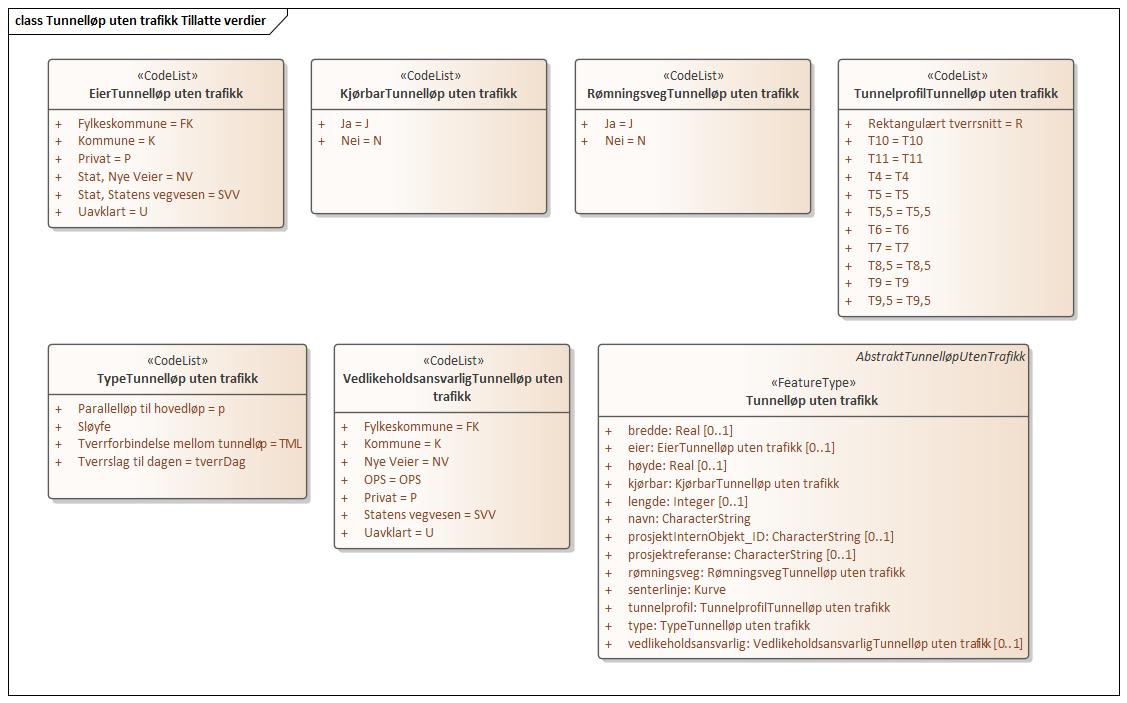 class Tunnelløp uten trafikk Tillatte verdier
«CodeList»
EierTunnelløp uten trafikk
+ Fylkeskommune = FK
+ Kommune = K
+ Privat = P
+ Stat, Nye Veier = NV
+ Stat, Statens vegvesen = SVV
+ Uavklart = U
«CodeList»
KjørbarTunnelløp uten trafikk
+ Ja = J
+ Nei = N
«CodeList»
RømningsvegTunnelløp uten trafikk
+ Ja = J
+ Nei = N
«CodeList»
TunnelprofilTunnelløp uten trafikk
+ Rektangulært tverrsnitt = R
+ T10 = T10
+ T11 = T11
+ T4 = T4
+ T5 = T5
+ T5,5 = T5,5
+ T6 = T6
+ T7 = T7
+ T8,5 = T8,5
+ T9 = T9
+ T9,5 = T9,5
«CodeList»
TypeTunnelløp uten trafikk
+ Parallelløp til hovedløp = p
+ Sløyfe
+ Tverrforbindelse mellom tunnelløp = TML
+ Tverrslag til dagen = tverrDag
«CodeList»
VedlikeholdsansvarligTunnelløp uten
trafikk
+ Fylkeskommune = FK
+ Kommune = K
+ Nye Veier = NV
+ OPS = OPS
+ Privat = P
+ Statens vegvesen = SVV
+ Uavklart = U
AbstraktTunnelløpUtenTrafikk
«FeatureType»
Tunnelløp uten trafikk
+ bredde: Real [0..1]
+ eier: EierTunnelløp uten trafikk [0..1]
+ høyde: Real [0..1]
+ kjørbar: KjørbarTunnelløp uten trafikk
+ lengde: Integer [0..1]
+ navn: CharacterString
+ prosjektInternObjekt_ID: CharacterString [0..1]
+ prosjektreferanse: CharacterString [0..1]
+ rømningsveg: RømningsvegTunnelløp uten trafikk
+ senterlinje: Kurve
+ tunnelprofil: TunnelprofilTunnelløp uten trafikk
+ type: TypeTunnelløp uten trafikk
+ vedlikeholdsansvarlig: VedlikeholdsansvarligTunnelløp uten trafikk [0..1]